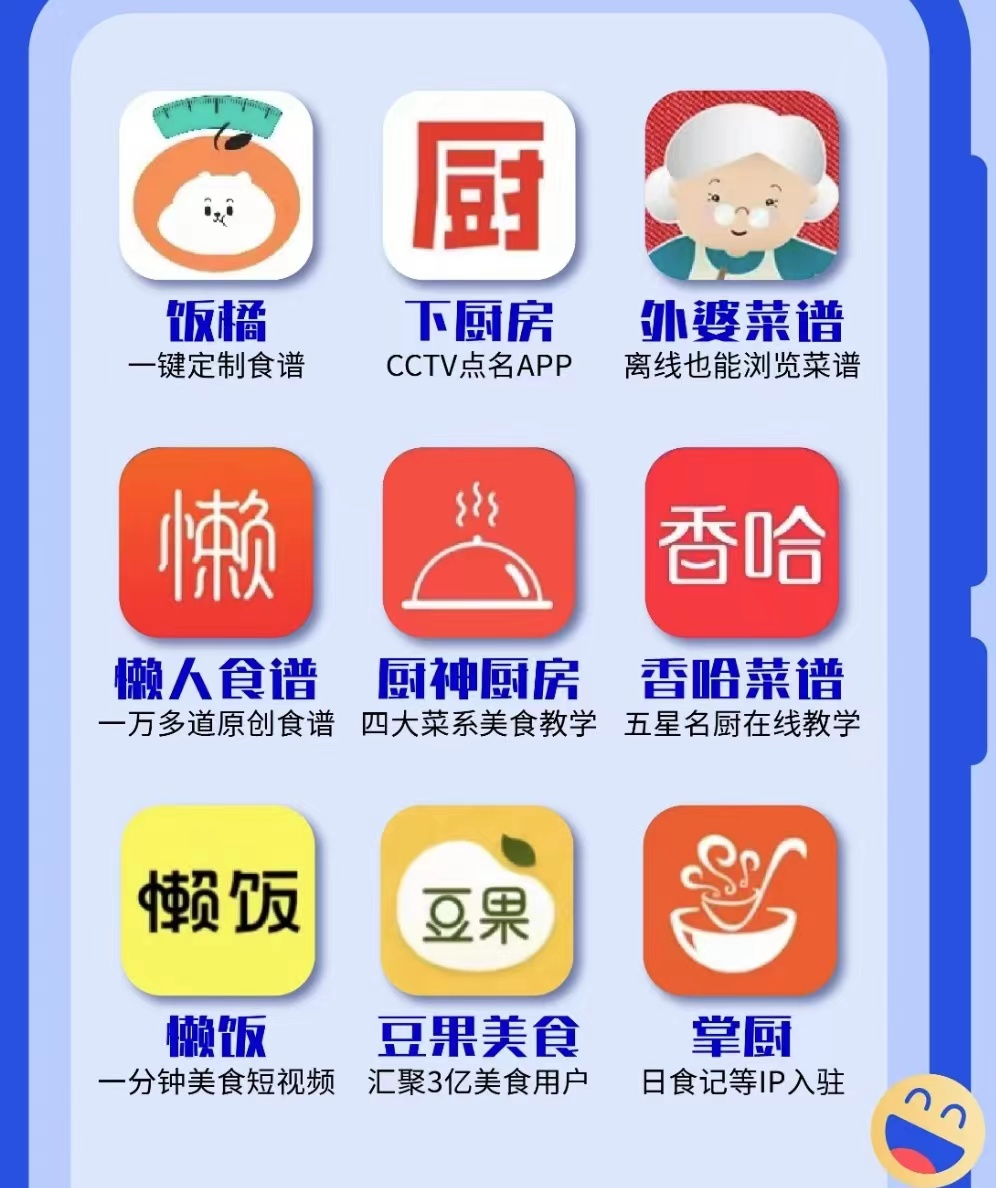 厨
饭橘
下厨房
外婆菜谱
一键定制食谱
CCTV点名APP
离线也能浏览菜谱
懒
香哈
懒人食谱
厨神厨房
香哈菜谱
一万多道原创食谱
四大菜系美食教学
五星名厨在线教学
懒饭
豆果
懒饭
豆果美食
掌厨
一分钟美食短视频
汇聚3亿美食用户
日食记等IP入驻